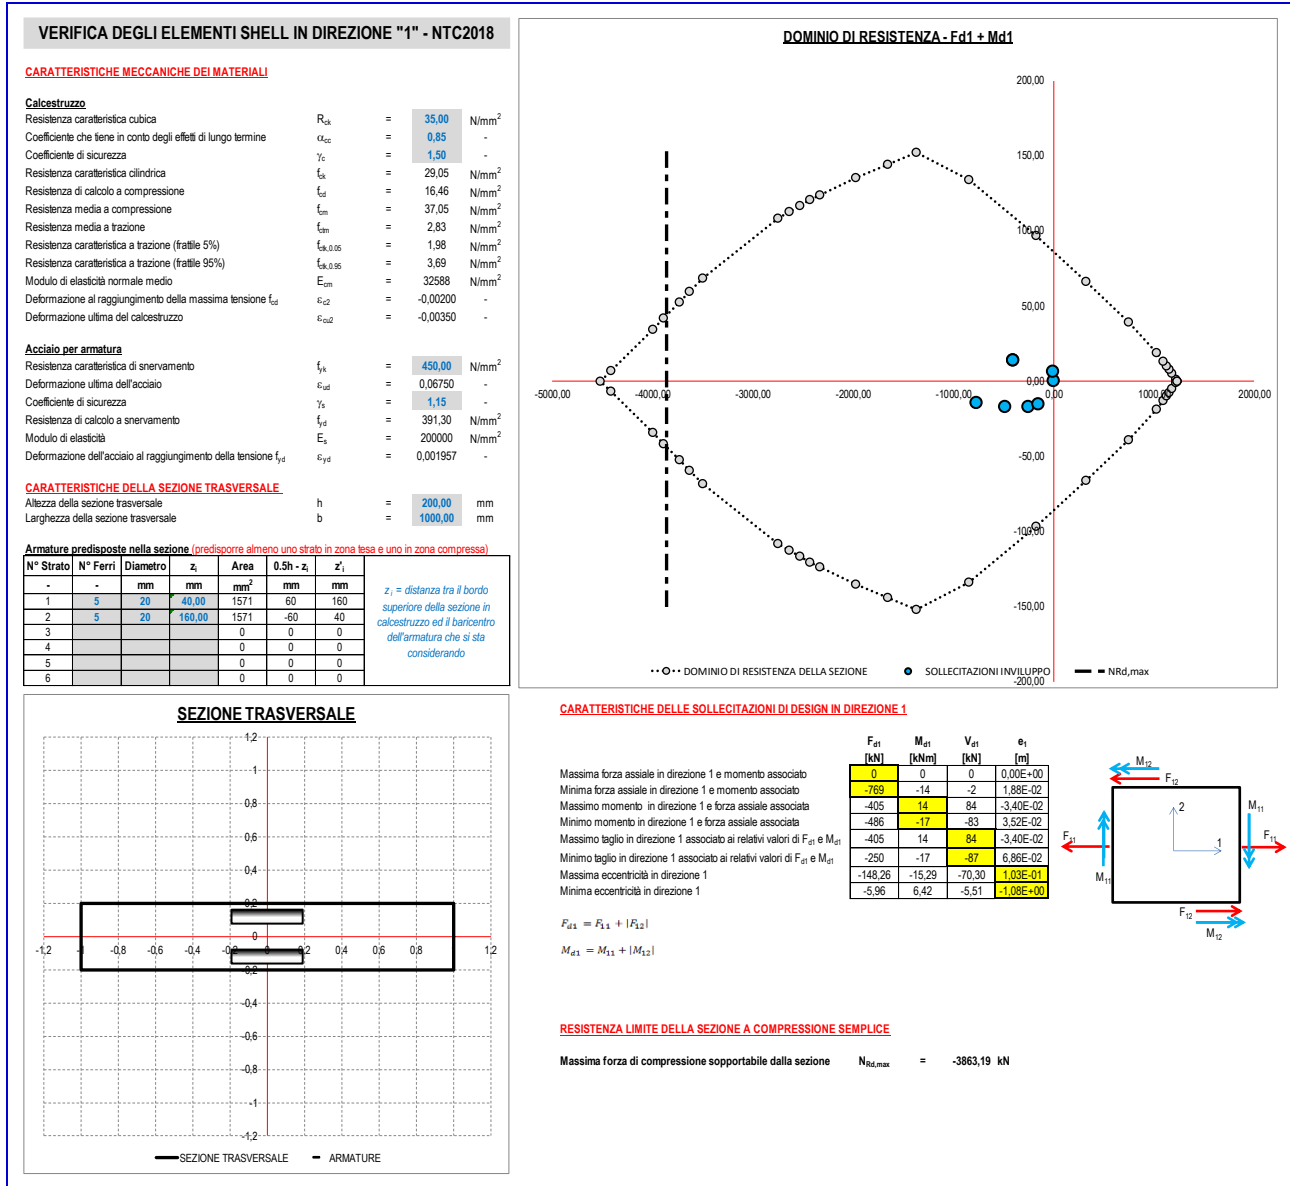 VERIFICA DEGLI ELEMENTI SHELL IN DIREZIONE "1" - NTC2018
CARATTERISTICHE MECCANICHE DEI MATERIALI
Calcestruzzo
Resistenza caratteristica cubica Rck = 35,00 N/mm2
Coefficiente che tiene in conto degli effetti di lungo termine αcc = 0,85 -
Coefficiente di sicurezza γc = 1,50 -
Resistenza caratteristica cilindrica fck = 29,05 N/mm2
Resistenza di calcolo a compressione fcd = 16,46 N/mm2
Resistenza media a compressione fcm = 37,05 N/mm2
Resistenza media a trazione fctm = 2,83 N/mm2
Resistenza caratteristica a trazione (frattile 5%) fctk,0.05 = 1,98 N/mm2
Resistenza caratteristica a trazione (frattile 95%) fctk,0.95 = 3,69 N/mm2
Modulo di elasticità normale medio Ecm = 32588 N/mm2
Deformazione al raggiungimento della massima tensione fcd εc2 = -0,00200 -
Deformazione ultima del calcestruzzo εcu2 = -0,00350 -
Acciaio per armatura
Resistenza caratteristica di snervamento fyk = 450,00 N/mm2
Deformazione ultima dell'acciaio εud = 0,06750 -
Coefficiente di sicurezza γs = 1,15 -
Resistenza di calcolo a snervamento fyd = 391,30 N/mm2
Modulo di elasticità Es = 200000 N/mm2
Deformazione dell'acciaio al raggiungimento della tensione fyd εyd = 0,001957 -
CARATTERISTICHE DELLA SEZIONE TRASVERSALE
Altezza della sezione trasversale h = 200,00 mm
Larghezza della sezione trasversale b = 1000,00 mm
Armature predisposte nella sezione (predisporre almeno uno strato in zona tesa e uno in zona compressa)
N° Strato N° Ferri Diametro zi Area 0.5h - zi z'i
- - mm mm mm2 mm mm
1 5 20 40,00 1571 60 160
2 5 20 160,00 1571 -60 40
3 0 0 0
4 0 0 0
5 0 0 0
6 0 0 0
zi = distanza tra il bordo
superiore della sezione in
calcestruzzo ed il baricentro
dell'armatura che si sta
considerando
DOMINIO DI RESISTENZA - Fd1 + Md1
200,00
150,00
100,00
50,00
0,00
-5000,00 -4000,00 -3000,00 -2000,00 -1000,00 0,00 1000,00 2000,00
-50,00
-100,00
-150,00
-200,00
DOMINIO DI RESISTENZA DELLA SEZIONE SOLLECITAZIONI INVILUPPO NRd,max
SEZIONE TRASVERSALE
1,2
1
0,8
0,6
0,4
0,2
0
-1,2 -1 -0,8 -0,6 -0,4 -0,2 0 0,2 0,4 0,6 0,8 1 1,2
-0,2
-0,4
-0,6
-0,8
-1
-1,2
SEZIONE TRASVERSALE ARMATURE
CARATTERISTICHE DELLE SOLLECITAZIONI DI DESIGN IN DIREZIONE 1
Fd1 Md1 Vd1 e1
[kN] [kNm] [kN] [m]
Massima forza assiale in direzione 1 e momento associato 0 0 0 0,00E+00
Minima forza assiale in direzione 1 e momento associato -769 -14 -2 1,88E-02
Massimo momento in direzione 1 e forza assiale associata -405 14 84 -3,40E-02
Minimo momento in direzione 1 e forza assiale associata -486 -17 -83 3,52E-02
Massimo taglio in direzione 1 associato ai relativi valori di Fd1 e Md1 -405 14 84 -3,40E-02
Minimo taglio in direzione 1 associato ai relativi valori di Fd1 e Md1 -250 -17 -87 6,86E-02
Massima eccentricità in direzione 1 -148,26 -15,29 -70,30 1,03E-01
Minima eccentricità in direzione 1 -5,96 6,42 -5,51 -1,08E+00
Fd1 = F11 + |F12|
Md1 = M11 + |M12|
M12
F12
2
M11
F11
F11
1
M11
F12
M12
RESISTENZA LIMITE DELLA SEZIONE A COMPRESSIONE SEMPLICE
Massima forza di compressione sopportabile dalla sezione NRd,max = -3863,19 kN